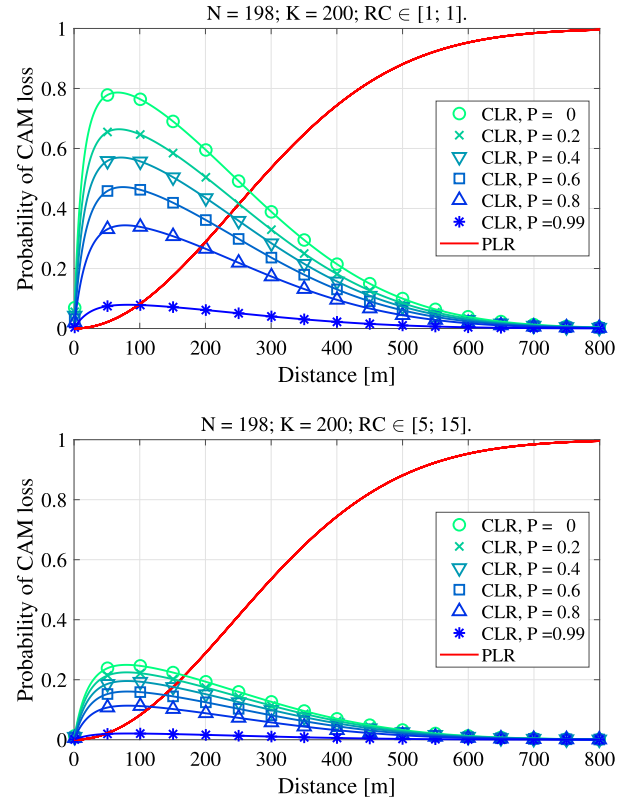 N = 198; K = 200; RC ∈ [1; 1].
Probability of CAM loss
1
0.8
0.6
0.4
0.2
0
CLR, P = 0
CLR, P = 0.2
CLR, P = 0.4
CLR, P = 0.6
CLR, P = 0.8
CLR, P =0.99
PLR
0 100 200 300 400 500 600 700 800
Distance [m]
N = 198; K = 200; RC ∈ [5; 15].
Probability of CAM loss
1
0.8
0.6
0.4
0.2
0
CLR, P = 0
CLR, P = 0.2
CLR, P = 0.4
CLR, P = 0.6
CLR, P = 0.8
CLR, P =0.99
PLR
0 100 200 300 400 500 600 700 800
Distance [m]